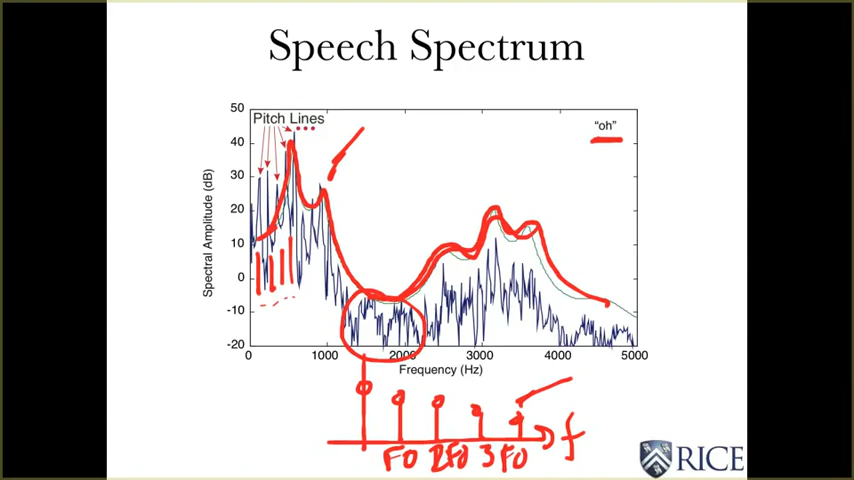 Speech Spectrum
50
Pitch Lines
"oh"
40
30
20
10
0
-10
-20
Spectral Amplitude (dB)
0 1000 2000 3000 4000 5000
Frequency (Hz)
F0 2F0 3F0 f
RICE